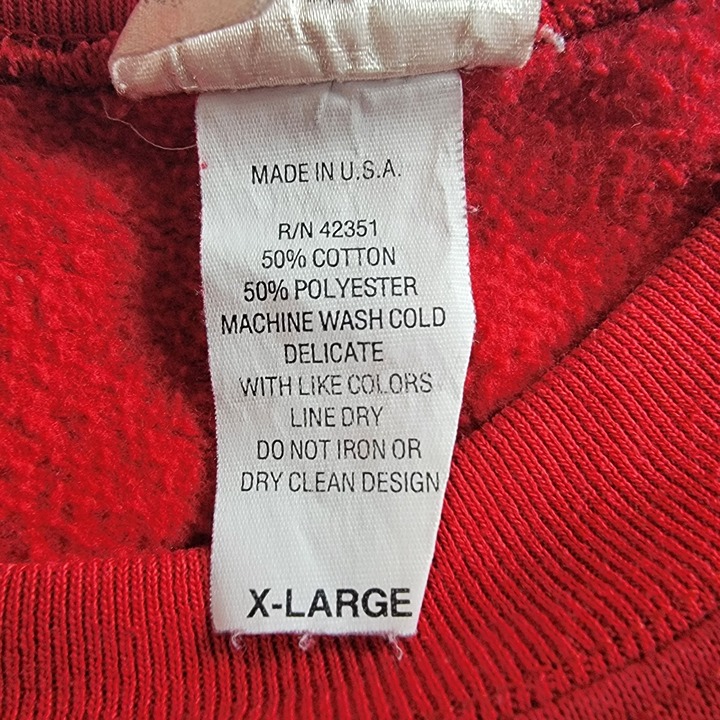 MADE IN U.S.A.
R/N 42351
50% COTTON
50% POLYESTER
MACHINE WASH COLD
DELICATE
WITH LIKE COLORS
LINE DRY
DO NOT IRON OR
DRY CLEAN DESIGN
X-LARGE